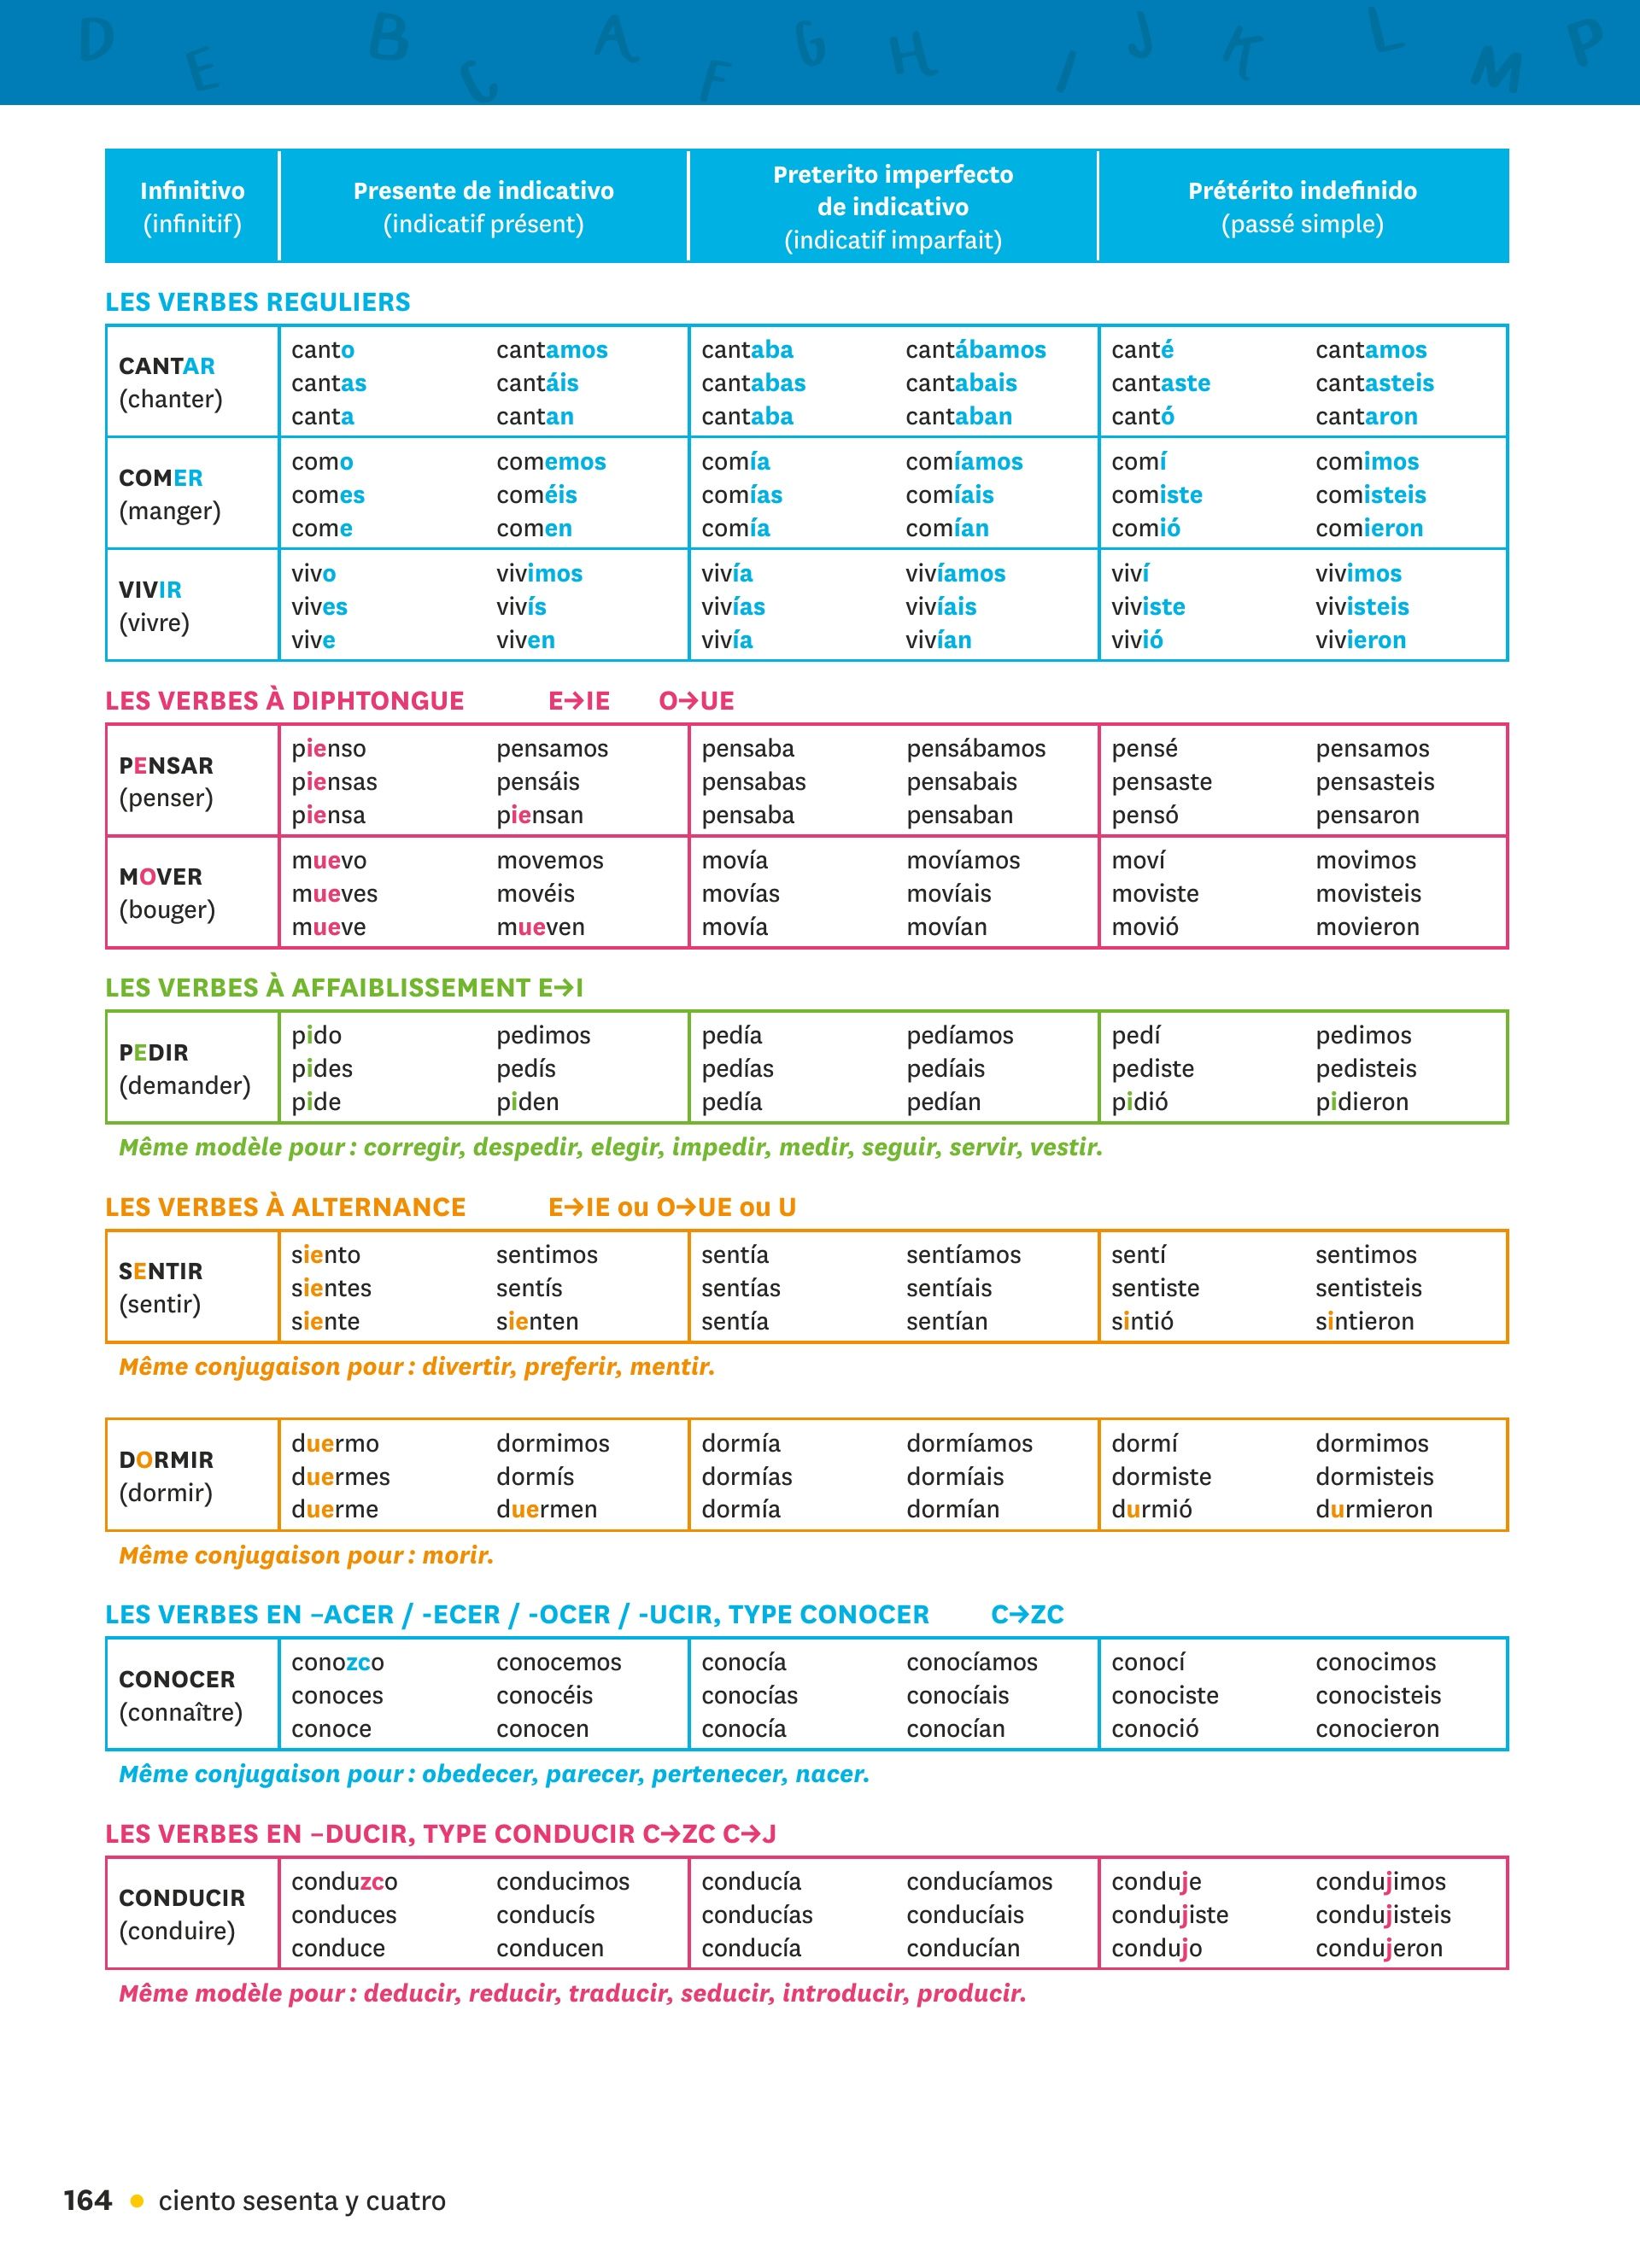 D E B C A F G H I J K L M P
Infinitivo
(infinitif)
Presente de indicativo
(indicatif présent)
Preterito imperfecto
de indicativo
(indicatif imparfait)
Prétérito indefinido
(passé simple)
LES VERBES REGULIERS
CANTAR
(chanter)
canto cantamos cantaba cantábamos canté cantamos
cantas cantáis cantabas cantabais cantaste cantasteis
canta cantan cantaba cantaban cantó cantaron
COMER
(manger)
como comemos comía comíamos comí comimos
comes coméis comías comíais comiste comisteis
come comen comía comían comió comieron
VIVIR
(vivre)
vivo vivimos vivía vivíamos viví vivimos
vives vivís vivías vivíais viviste vivisteis
vive viven vivía vivían vivió vivieron
LES VERBES À DIPHTONGUE E→IE O→UE
PENSAR
(penser)
pienso pensamos pensaba pensábamos pensé pensamos
piensas pensáis pensabas pensabais pensaste pensasteis
piensa piensan pensaba pensaban pensó pensaron
MOVER
(bouger)
muevo movemos movía movíamos moví movimos
mueves movéis movías movíais moviste movisteis
mueve mueven movía movían movió movieron
LES VERBES À AFFAIBLISSEMENT E→I
PEDIR
(demander)
pido pedimos pedía pedíamos pedí pedimos
pides pedís pedías pedíais pediste pedisteis
pide piden pedía pedían pidió pidieron
Même modèle pour : corregir, despedir, elegir, impedir, medir, seguir, servir, vestir.
LES VERBES À ALTERNANCE E→IE ou O→UE ou U
SENTIR
(sentir)
siento sentimos sentía sentíamos sentí sentimos
sientes sentís sentías sentíais sentiste sentisteis
siente sienten sentía sentían sintió sintieron
Même conjugaison pour : divertir, preferir, mentir.
DORMIR
(dormir)
duermo dormimos dormía dormíamos dormí dormimos
duermes dormís dormías dormíais dormiste dormisteis
duerme duermen dormía dormían durmió durmieron
Même conjugaison pour : morir.
LES VERBES EN –ACER / -ECER / -OCER / -UCIR, TYPE CONOCER C→ZC
CONOCER
(connaître)
conozco conocemos conocía conocíamos conocí conocimos
conoces conocéis conocías conocíais conociste conocisteis
conoce conocen conocía conocían conoció conocieron
Même conjugaison pour : obedecer, parecer, pertenecer, nacer.
LES VERBES EN –DUCIR, TYPE CONDUCIR C→ZC C→J
CONDUCIR
(conduire)
conduzco conducimos conducía conducíamos conduje condujimos
conduces conducís conducías conducíais condujiste condujisteis
conduce conducen conducía conducían condujo condujeron
Même modèle pour : deducir, reducir, traducir, seducir, introducir, producir.
164 • ciento sesenta y cuatro